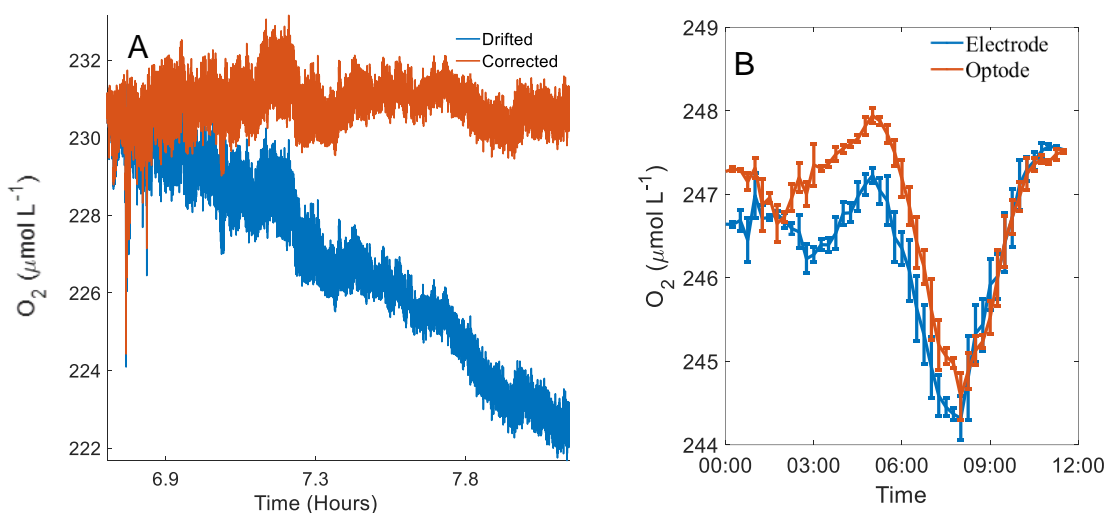 A
Drifted
Corrected
232
230
228
226
224
222
O₂ (μmol L⁻¹)
6.9
7.3
7.8
Time (Hours)
B
Electrode
Optode
249
248
247
246
245
244
O₂ (μmol L⁻¹)
00:00
03:00
06:00
09:00
12:00
Time